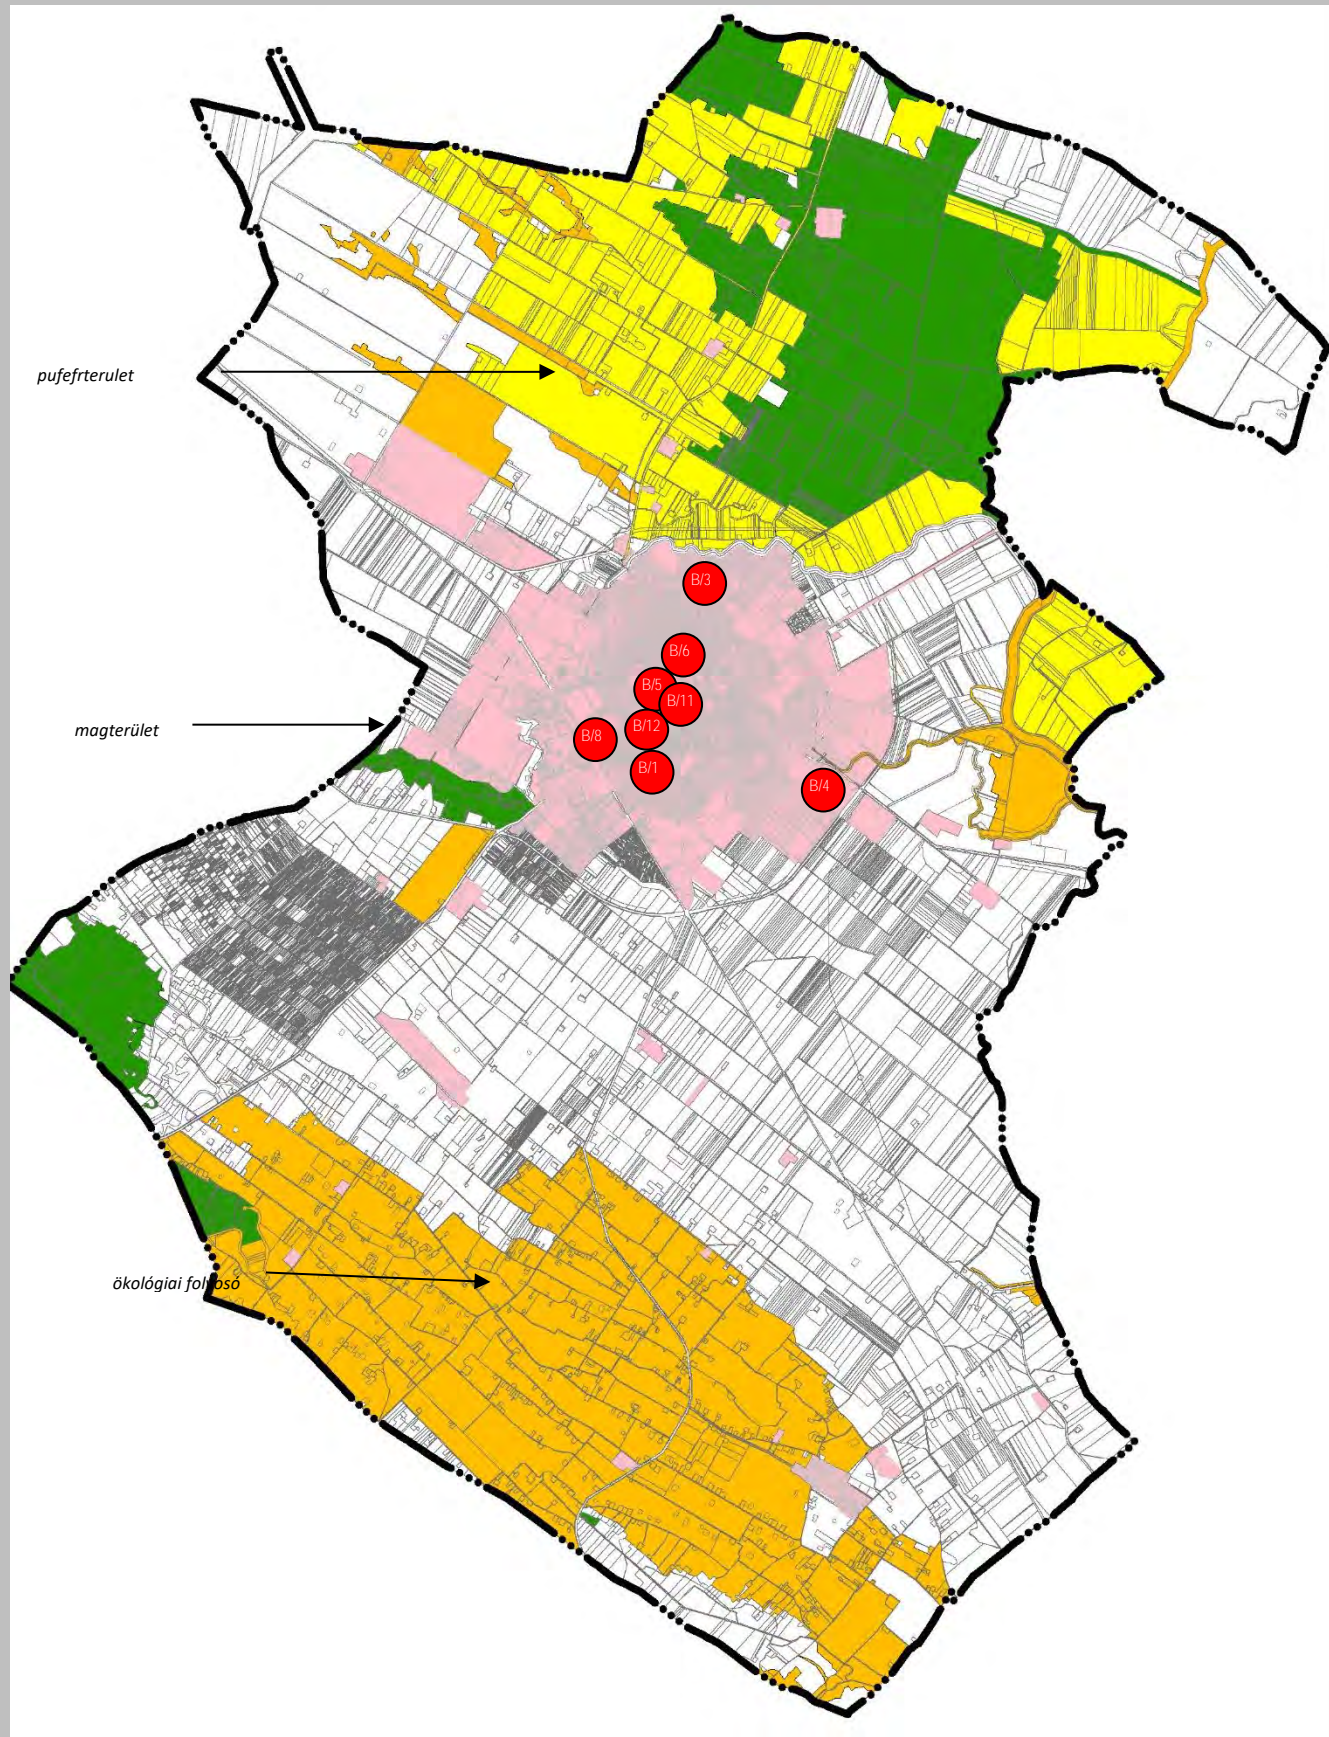 pufefrterulet
B/3
B/6
B/5
B/11
B/12
B/8
magterület
B/1
B/4
ökológiai folyosó